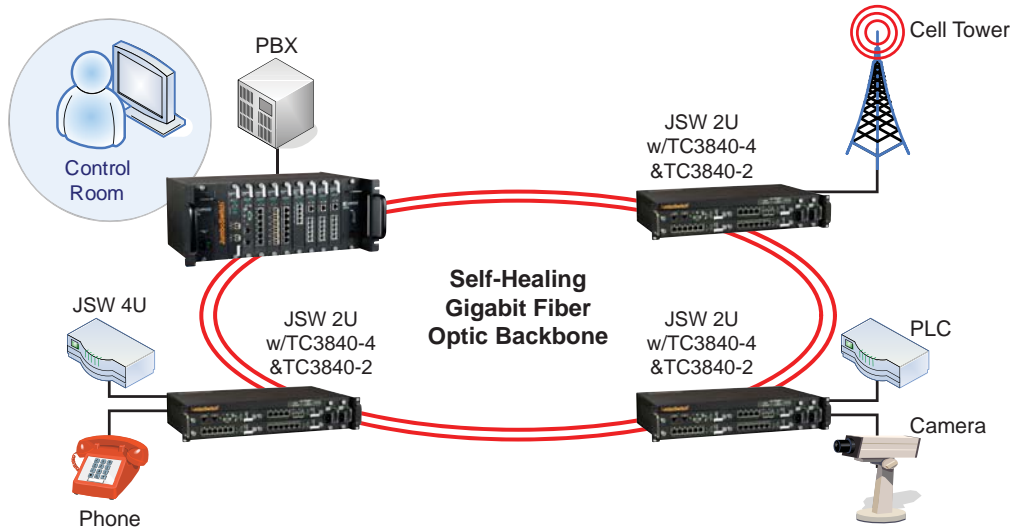 PBX
Cell Tower
Control
Room
JSW 2U
w/TC3840-4
&TC3840-2
Self-Healing
Gigabit Fiber
Optic Backbone
JSW 4U
JSW 2U
w/TC3840-4
&TC3840-2
JSW 2U
w/TC3840-4
&TC3840-2
PLC
Camera
Phone